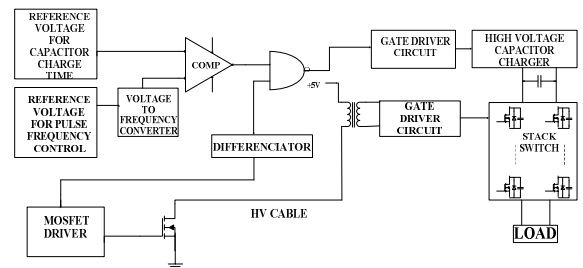 REFERENCE
VOLTAGE
FOR
CAPACITOR
CHARGE
TIME
REFERENCE
VOLTAGE
FOR PULSE
FREQUENCY
CONTROL
VOLTAGE
TO
FREQUENCY
CONVERTER
COMP
DIFFERENCIATOR
MOSFET
DRIVER
HV CABLE
+5V
GATE DRIVER
CIRCUIT
HIGH VOLTAGE
CAPACITOR
CHARGER
GATE
DRIVER
CIRCUIT
STACK
SWITCH
LOAD